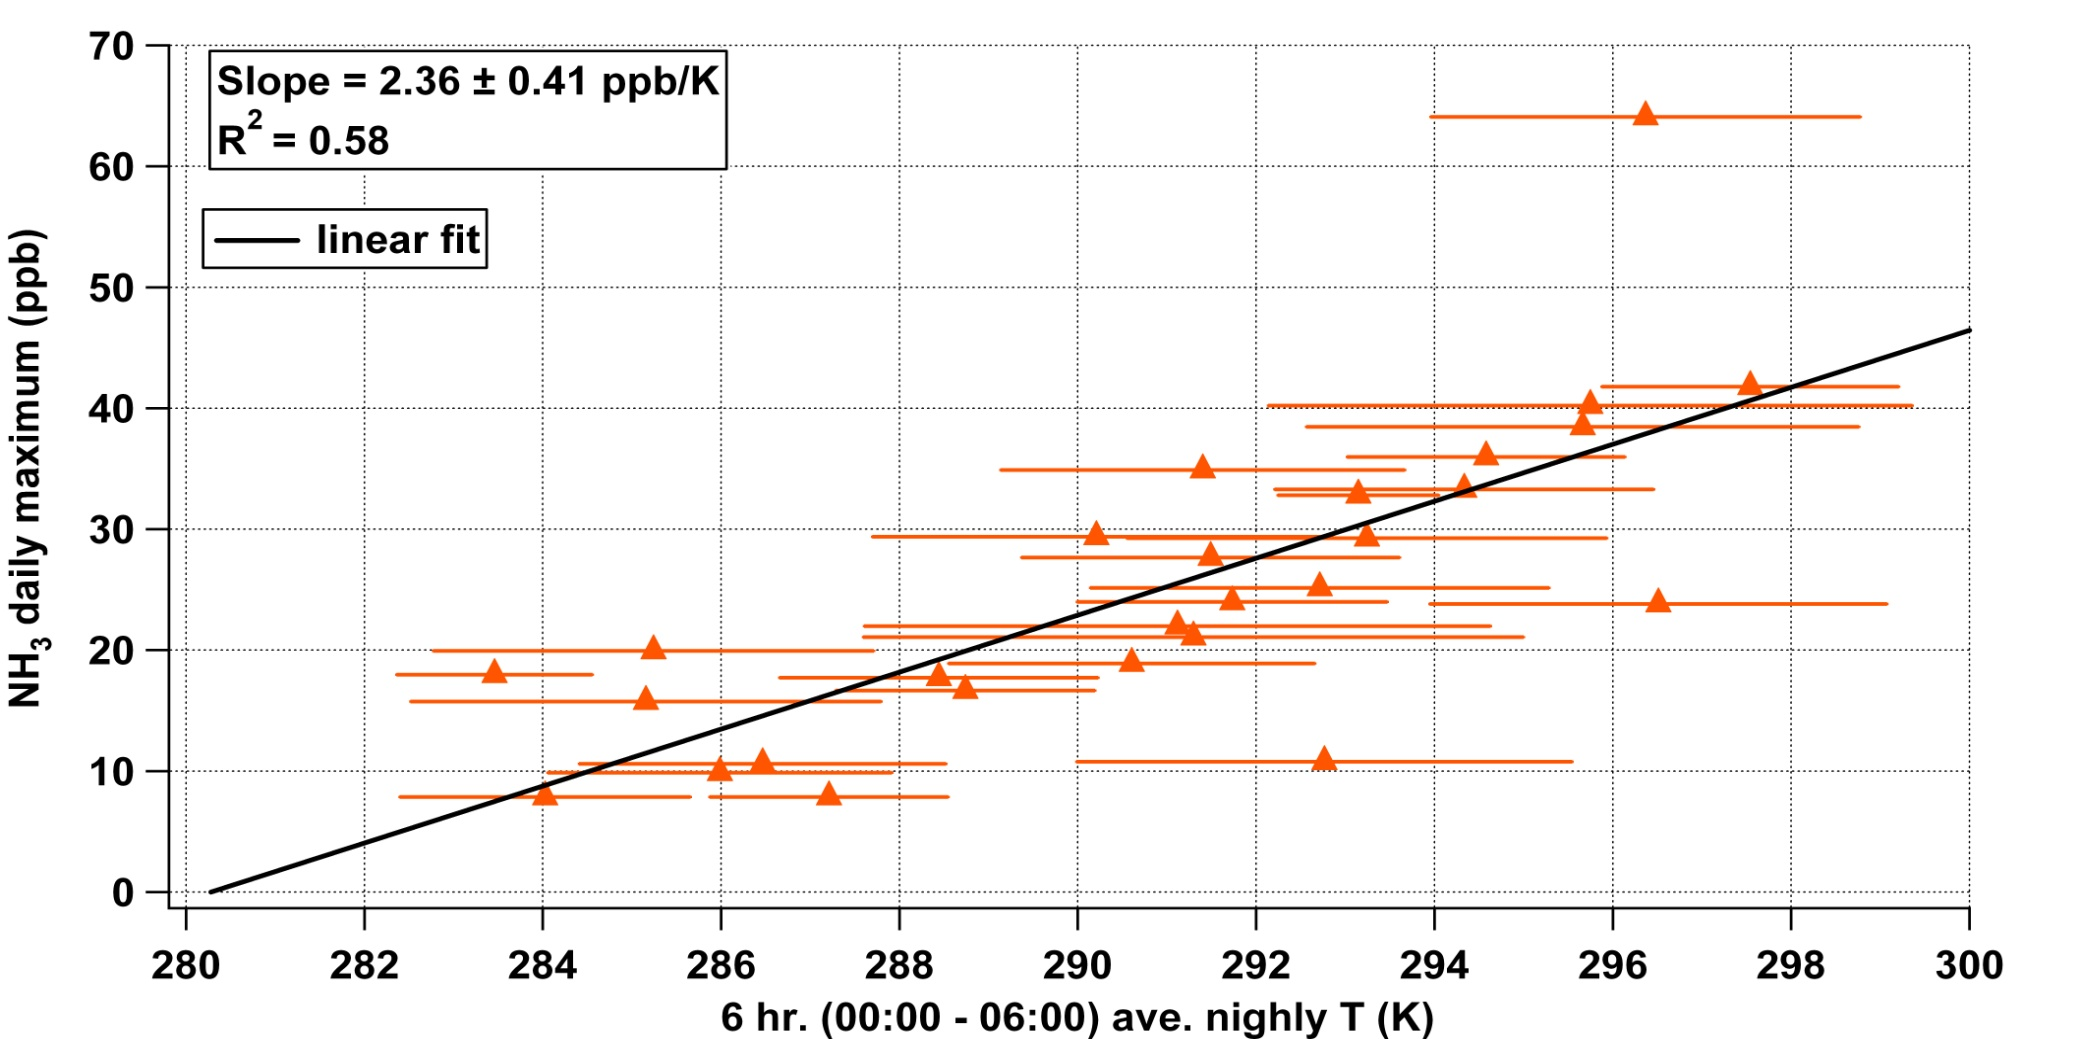 70
60
50
40
30
20
10
0
NH3 daily maximum (ppb)
Slope = 2.36 ± 0.41 ppb/K
R2 = 0.58
linear fit
280 282 284 286 288 290 292 294 296 298 300
6 hr. (00:00 - 06:00) ave. nighly T (K)